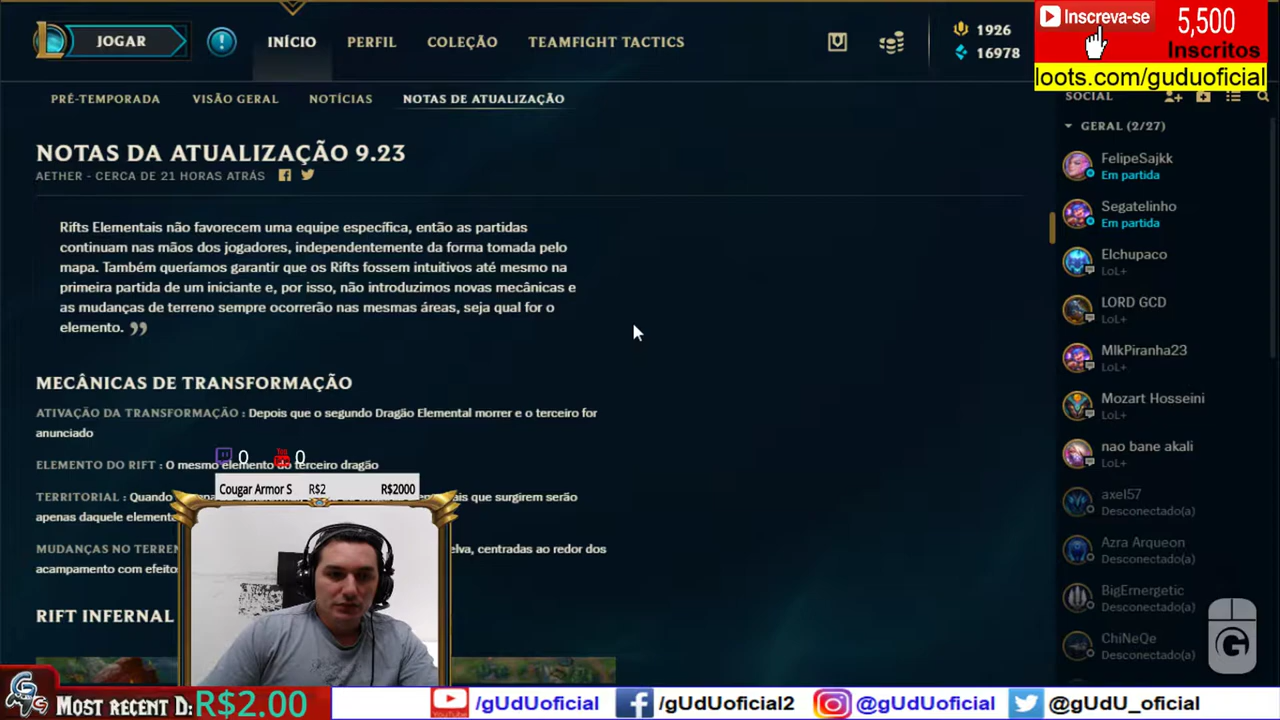 JOGAR
INÍCIO
PERFIL
COLEÇÃO
TEAMFIGHT TACTICS
1926
16978
Inscreva-se
5,500
Inscritos
loots.com/guduoficial
PRÉ-TEMPORADA
VISÃO GERAL
NOTÍCIAS
NOTAS DE ATUALIZAÇÃO
NOTAS DA ATUALIZAÇÃO 9.23
AETHER - CERCA DE 21 HORAS ATRÁS
Rifts Elementais não favorecem uma equipe específica, então as partidas
continuam nas mãos dos jogadores, independentemente da forma tomada pelo
mapa. Também queríamos garantir que os Rifts fossem intuitivos até mesmo na
primeira partida de um iniciante e, por isso, não introduzimos novas mecânicas e
as mudanças de terreno sempre ocorrerão nas mesmas áreas, seja qual for o
elemento. ”
MECÂNICAS DE TRANSFORMAÇÃO
ATIVAÇÃO DA TRANSFORMAÇÃO : Depois que o segundo Dragão Elemental morrer e o terceiro for
anunciado
ELEMENTO DO RIFT : O mesmo elemento do terceiro dragão
TERRITORIAL : Quando que surgirem serão
apenas daquele
MUDANÇAS NO centradas ao redor dos
acampamento com
RIFT INFERNAL
0
You
0
Cougar Armor S R$2 R$2000
SOCIAL
GERAL (2/27)
FelipeSajkk
Em partida
Segatelinho
Em partida
Elchupaco
LoL+
LORD GCD
LoL+
MlkPiranha23
LoL+
Mozart Hosseini
LoL+
nao bane akali
LoL+
axel57
Desconectado(a)
Azra Arqueon
Desconectado(a)
BigEmergetic
Desconectado(a)
ChiNeQe
Desconectado(a)
MOST RECENT D: R$2.00
/gUdUoficial
/gUdUoficial2
@gUdUoficial
@gUdU_oficial